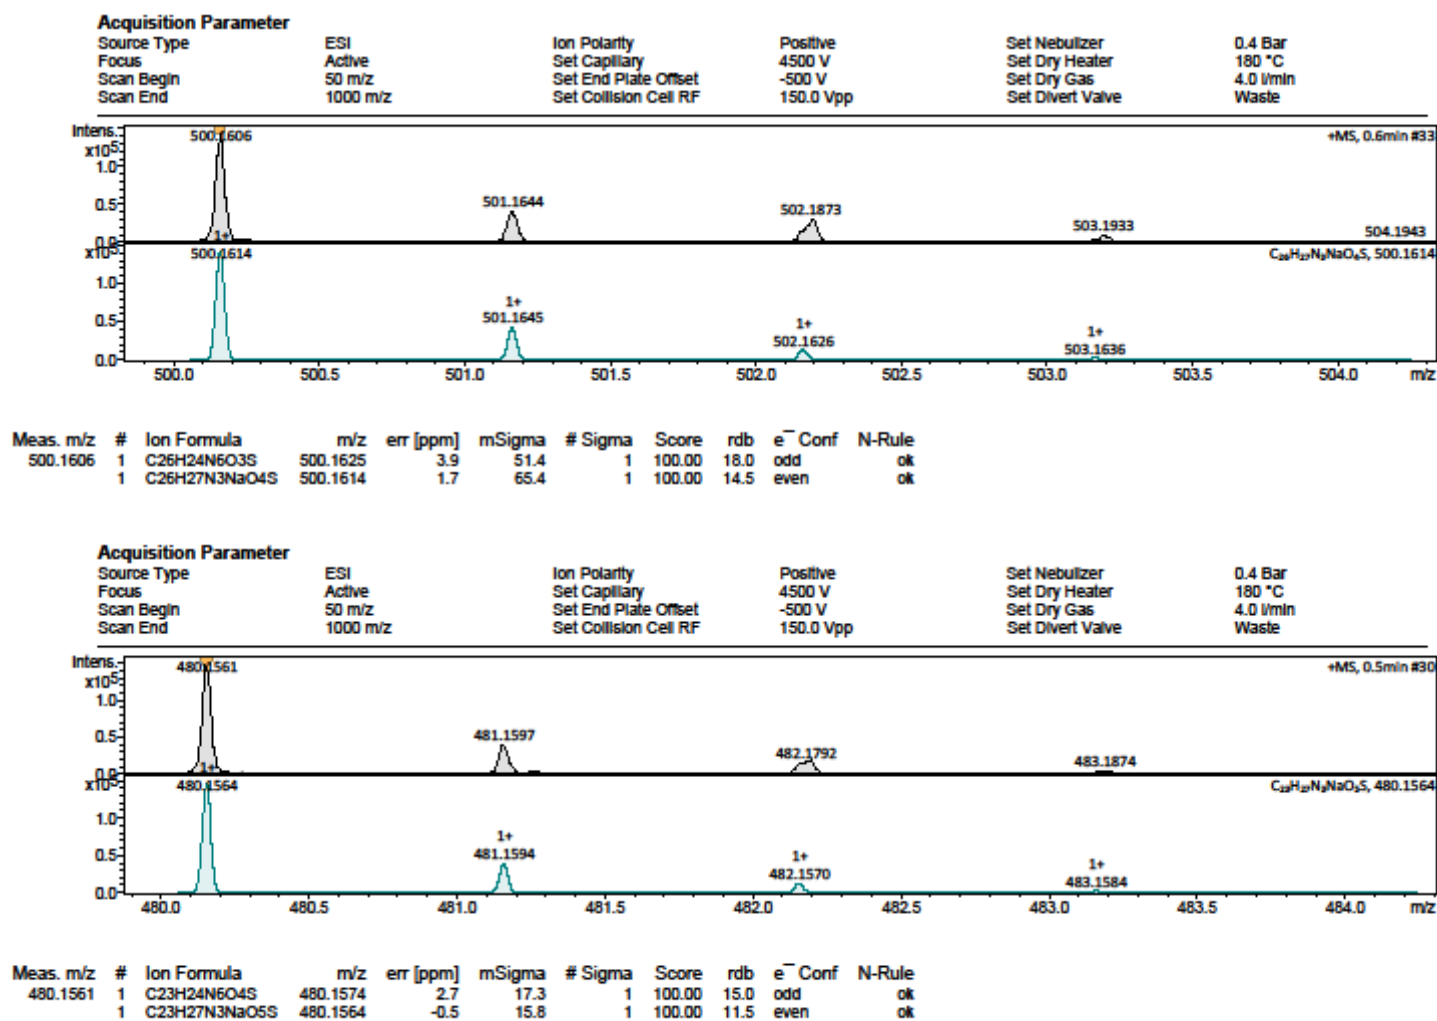 Acquisition Parameter
Source Type ESI Ion Polarity Positive Set Nebulizer 0.4 Bar
Focus Active Set Capillary 4500 V Set Dry Heater 180 °C
Scan Begin 50 m/z Set End Plate Offset -500 V Set Dry Gas 4.0 l/min
Scan End 1000 m/z Set Collision Cell RF 150.0 Vpp Set Divert Valve Waste
Intens. 500.1606 +MS, 0.6min #33
x10⁵
1.0
0.5 501.1644 502.1873
503.1933 504.1943
0.0 1+
x10⁵ 500.1614 C₂₆H₂₇N₃NaO₄S, 500.1614
1.0
1+
0.5 501.1645 1+
502.1626 1+
503.1636
0.0
500.0 500.5 501.0 501.5 502.0 502.5 503.0 503.5 504.0 m/z
Meas. m/z # Ion Formula m/z err [ppm] mSigma # Sigma Score rdb e⁻ Conf N-Rule
500.1606 1 C26H24N6O3S 500.1625 3.9 51.4 1 100.00 18.0 odd ok
1 C26H27N3NaO4S 500.1614 1.7 65.4 1 100.00 14.5 even ok
Acquisition Parameter
Source Type ESI Ion Polarity Positive Set Nebulizer 0.4 Bar
Focus Active Set Capillary 4500 V Set Dry Heater 180 °C
Scan Begin 50 m/z Set End Plate Offset -500 V Set Dry Gas 4.0 l/min
Scan End 1000 m/z Set Collision Cell RF 150.0 Vpp Set Divert Valve Waste
Intens. 480.1561 +MS, 0.5min #30
x10⁵
1.0
0.5 481.1597
482.1792 483.1874
0.0 1+
x10⁵ 480.1564 C₂₃H₂₇N₃NaO₅S, 480.1564
1.0
1+
0.5 481.1594 1+
482.1570 1+
483.1584
0.0
480.0 480.5 481.0 481.5 482.0 482.5 483.0 483.5 484.0 m/z
Meas. m/z # Ion Formula m/z err [ppm] mSigma # Sigma Score rdb e⁻ Conf N-Rule
480.1561 1 C23H24N6O4S 480.1574 2.7 17.3 1 100.00 15.0 odd ok
1 C23H27N3NaO5S 480.1564 -0.5 15.8 1 100.00 11.5 even ok